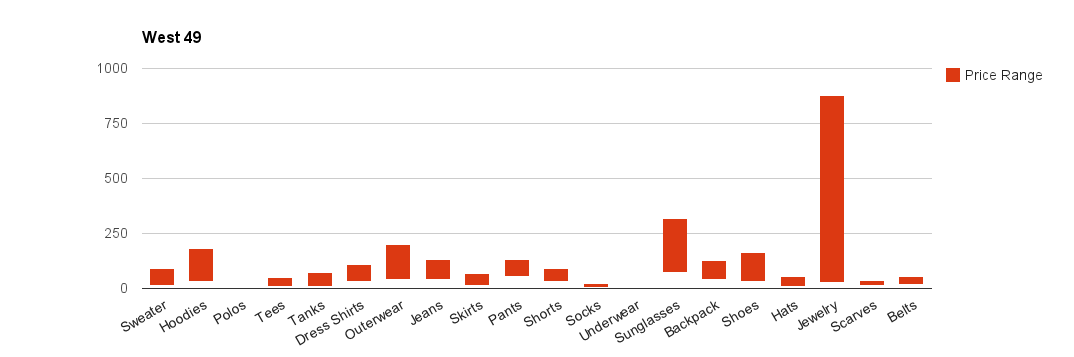 West 49
1000
750
500
250
0
Price Range
Sweater
Hoodies
Polos
Tees
Tanks
Dress Shirts
Outerwear
Jeans
Skirts
Pants
Shorts
Socks
Underwear
Sunglasses
Backpack
Shoes
Hats
Jewelry
Scarves
Belts